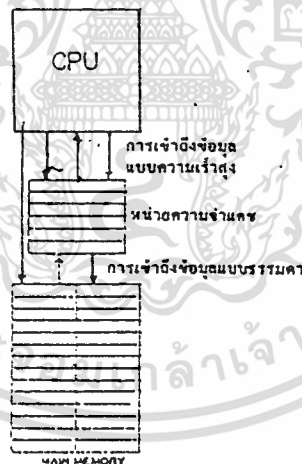 CPU
การเข้าถึงข้อมูล
แบบความเร็วสูง
หน่วยความจำแคช
การเข้าถึงข้อมูลแบบธรรมดา
MAIN MEMORY